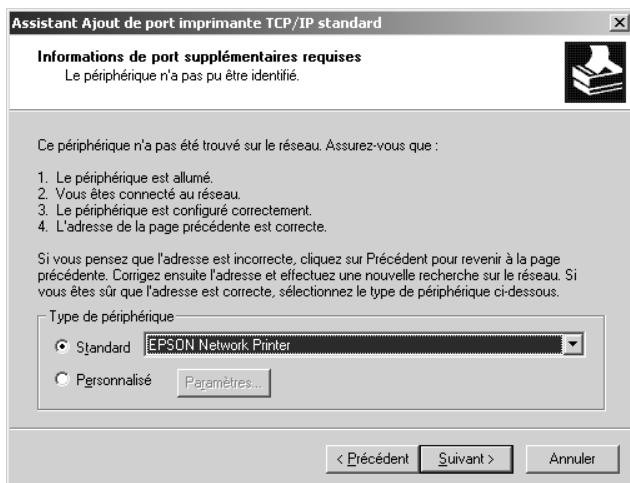 Assistant Ajout de port imprimante TCP/IP standard
Informations de port supplémentaires requises
Le périphérique n'a pas pu être identifié.
Ce périphérique n'a pas été trouvé sur le réseau. Assurez-vous que :
1. Le périphérique est allumé.
2. Vous êtes connecté au réseau.
3. Le périphérique est configuré correctement.
4. L'adresse de la page précédente est correcte.
Si vous pensez que l'adresse est incorrecte, cliquez sur Précédent pour revenir à la page
précédente. Corrigez ensuite l'adresse et effectuez une nouvelle recherche sur le réseau. Si
vous êtes sûr que l'adresse est correcte, sélectionnez le type de périphérique ci-dessous.
Type de périphérique
Standard EPSON Network Printer
Personnalisé Paramètres...
< Précédent Suivant > Annuler